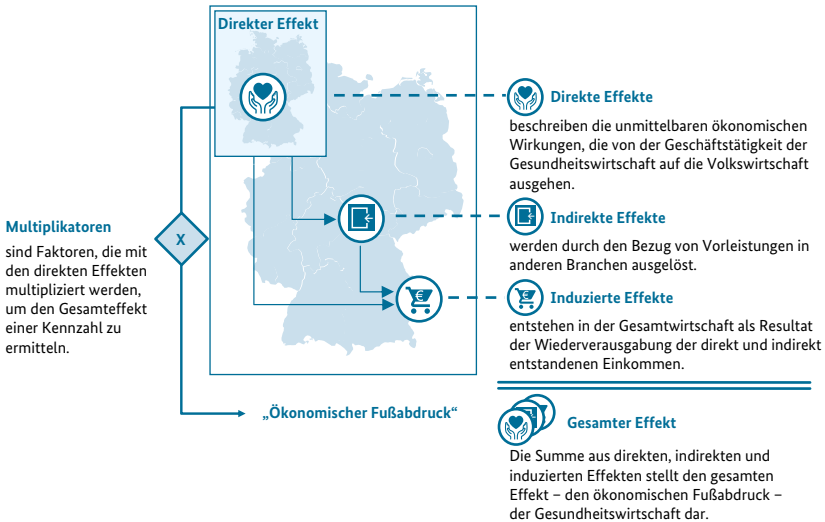 Direkter Effekt
Multiplikatoren
sind Faktoren, die mit
den direkten Effekten
multipliziert werden,
um den Gesamteffekt
einer Kennzahl zu
ermitteln.
X
„Ökonomischer Fußabdruck“
Direkte Effekte
beschreiben die unmittelbaren ökonomischen
Wirkungen, die von der Geschäftstätigkeit der
Gesundheitswirtschaft auf die Volkswirtschaft
ausgehen.
Indirekte Effekte
werden durch den Bezug von Vorleistungen in
anderen Branchen ausgelöst.
€
€
Induzierte Effekte
entstehen in der Gesamtwirtschaft als Resultat
der Wiederverausgabung der direkt und indirekt
entstandenen Einkommen.
Gesamter Effekt
Die Summe aus direkten, indirekten und
induzierten Effekten stellt den gesamten
Effekt – den ökonomischen Fußabdruck –
der Gesundheitswirtschaft dar.